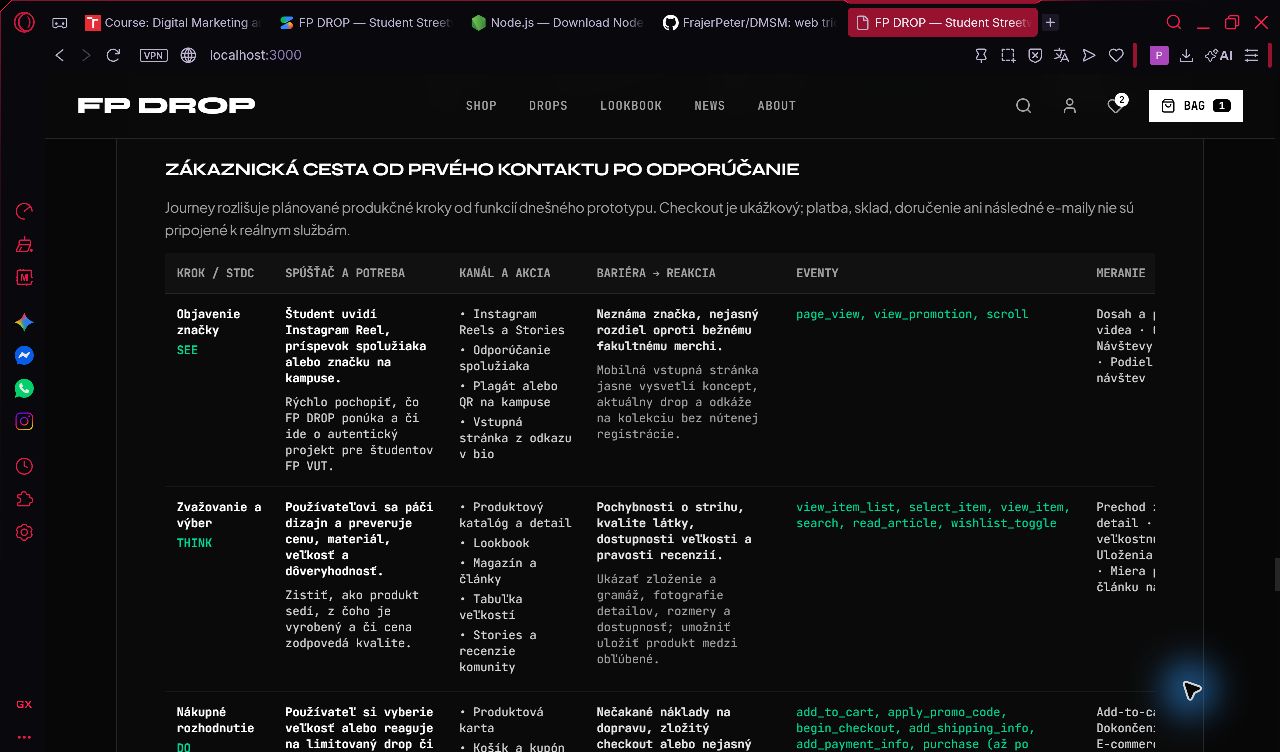 Course: Digital Marketing a
FP DROP — Student Street
Node.js — Download Node
FrajerPeter/DMSM: web tri
FP DROP — Student Street
VPN
localhost:3000
P
AI
FP DROP
SHOP
DROPS
LOOKBOOK
NEWS
ABOUT
2
BAG
1
ZÁKAZNICKÁ CESTA OD PRVÉHO KONTAKTU PO ODPORÚČANIE
Journey rozlišuje plánované produkčné kroky od funkcií dnešného prototypu. Checkout je ukážkový; platba, sklad, doručenie ani následné e-maily nie sú
pripojené k reálnym službám.
KROK / STDC
SPÚŠŤAČ A POTREBA
KANÁL A AKCIA
BARIÉRA → REAKCIA
EVENTY
MERANIE
Objavenie
značky
SEE
Študent uvidí
Instagram Reel,
príspevok spolužiaka
alebo značku na
kampuse.
Rýchlo pochopiť, čo
FP DROP ponúka a či
ide o autentický
projekt pre študentov
FP VUT.
• Instagram
Reels a Stories
• Odporúčanie
spolužiaka
• Plagát alebo
QR na kampuse
• Vstupná
stránka z odkazu
v bio
Neznáma značka, nejasný
rozdiel oproti bežnému
fakultnému merchi.
Mobilná vstupná stránka
jasne vysvetlí koncept,
aktuálny drop a odkáže
na kolekciu bez nútenej
registrácie.
page_view, view_promotion, scroll
Dosah a p
videa ·
Návštevy
· Podiel
návštev
Zvažovanie a
výber
THINK
Používateľovi sa páči
dizajn a preveruje
cenu, materiál,
veľkosť a
dôveryhodnosť.
Zistiť, ako produkt
sedí, z čoho je
vyrobený a či cena
zodpovedá kvalite.
• Produktový
katalóg a detail
• Lookbook
• Magazín a
články
• Tabuľka
veľkostí
• Stories a
recenzie
komunity
Pochybnosti o strihu,
kvalite látky,
dostupnosti veľkosti a
pravosti recenzií.
Ukázať zloženie a
gramáž, fotografie
detailov, rozmery a
dostupnosť; umožniť
uložiť produkt medzi
obľúbené.
view_item_list, select_item, view_item,
search, read_article, wishlist_toggle
Prechod
detail ·
veľkostn
Uloženia
· Miera p
článku na
Nákupné
rozhodnutie
DO
Používateľ si vyberie
veľkosť alebo reaguje
na limitovaný drop či
• Produktová
karta
• Košík a kupón
Nečakané náklady na
dopravu, zložitý
checkout alebo nejasný
add_to_cart, apply_promo_code,
begin_checkout, add_shipping_info,
add_payment_info, purchase (až po
Add-to-ca
Dokončeni
E-commer
GX